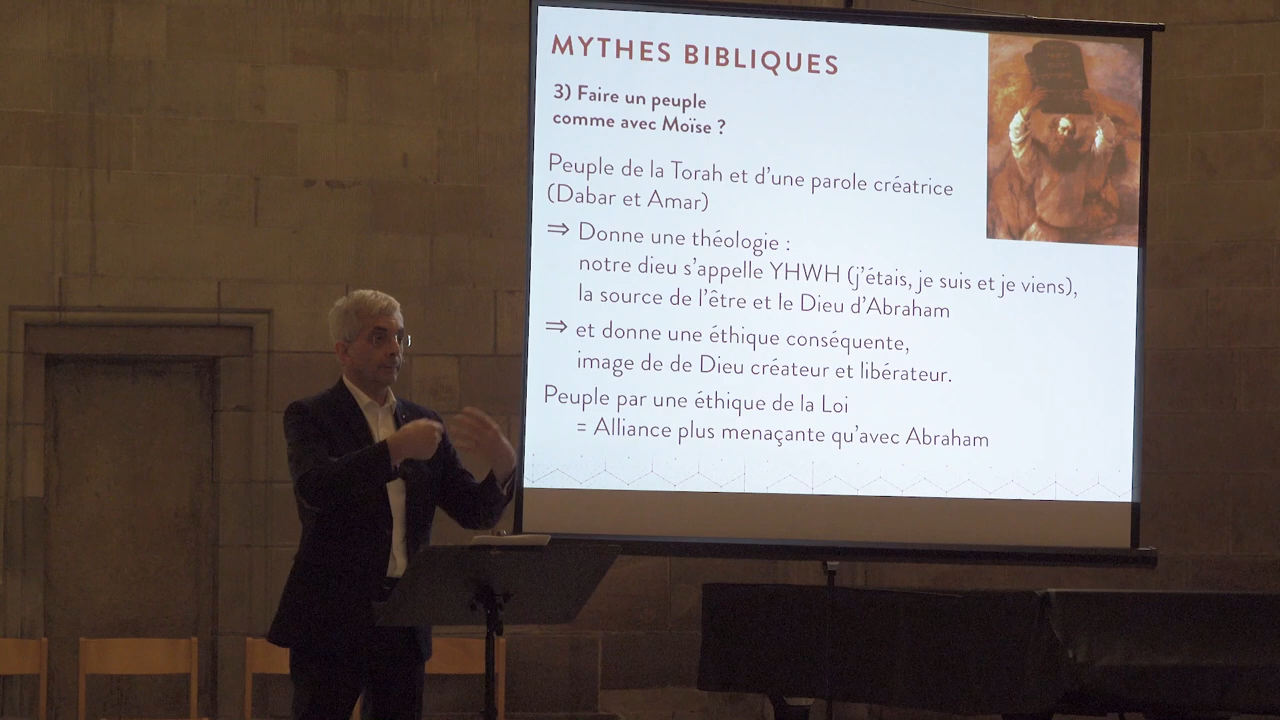 MYTHES BIBLIQUES
3) Faire un peuple
comme avec Moïse ?
Peuple de la Torah et d'une parole créatrice
(Dabar et Amar)
⇒ Donne une théologie :
notre dieu s'appelle YHWH (j'étais, je suis et je viens),
la source de l'être et le Dieu d'Abraham
⇒ et donne une éthique conséquente,
image de de Dieu créateur et libérateur.
Peuple par une éthique de la Loi
= Alliance plus menaçante qu'avec Abraham